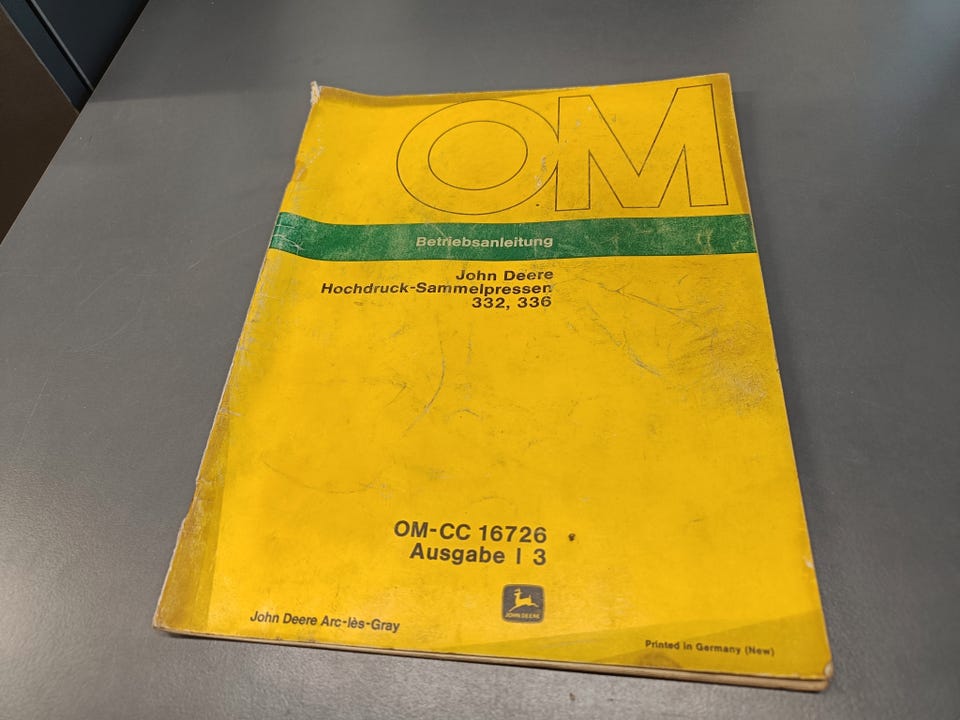 OM
Betriebsanleitung
John Deere
Hochdruck-Sammelpressen
332, 336
OM-CC 16726
Ausgabe I 3
JOHN DEERE
John Deere Arc-lès-Gray
Printed in Germany (New)